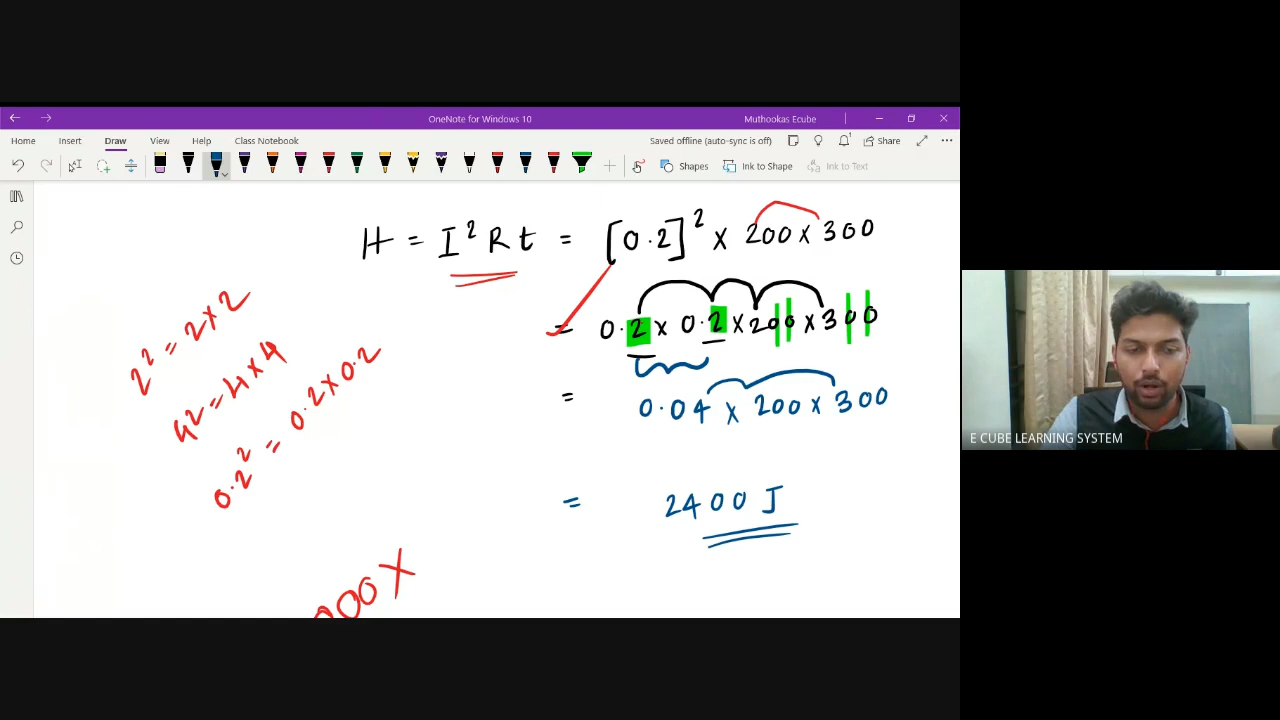 OneNote for Windows 10
Muthookas Ecube
Home Insert Draw View Help Class Notebook
Saved offline (auto-sync is off)
Share
Shapes
Ink to Shape
Ink to Text
H = I² R t = [0.2]² × 200 × 300
= 0.2 × 0.2 × 200 × 300
= 0.04 × 200 × 300
= 2400 J
2² = 2×2
4² = 4×4
0.2² = 0.2×0.2
E CUBE LEARNING SYSTEM